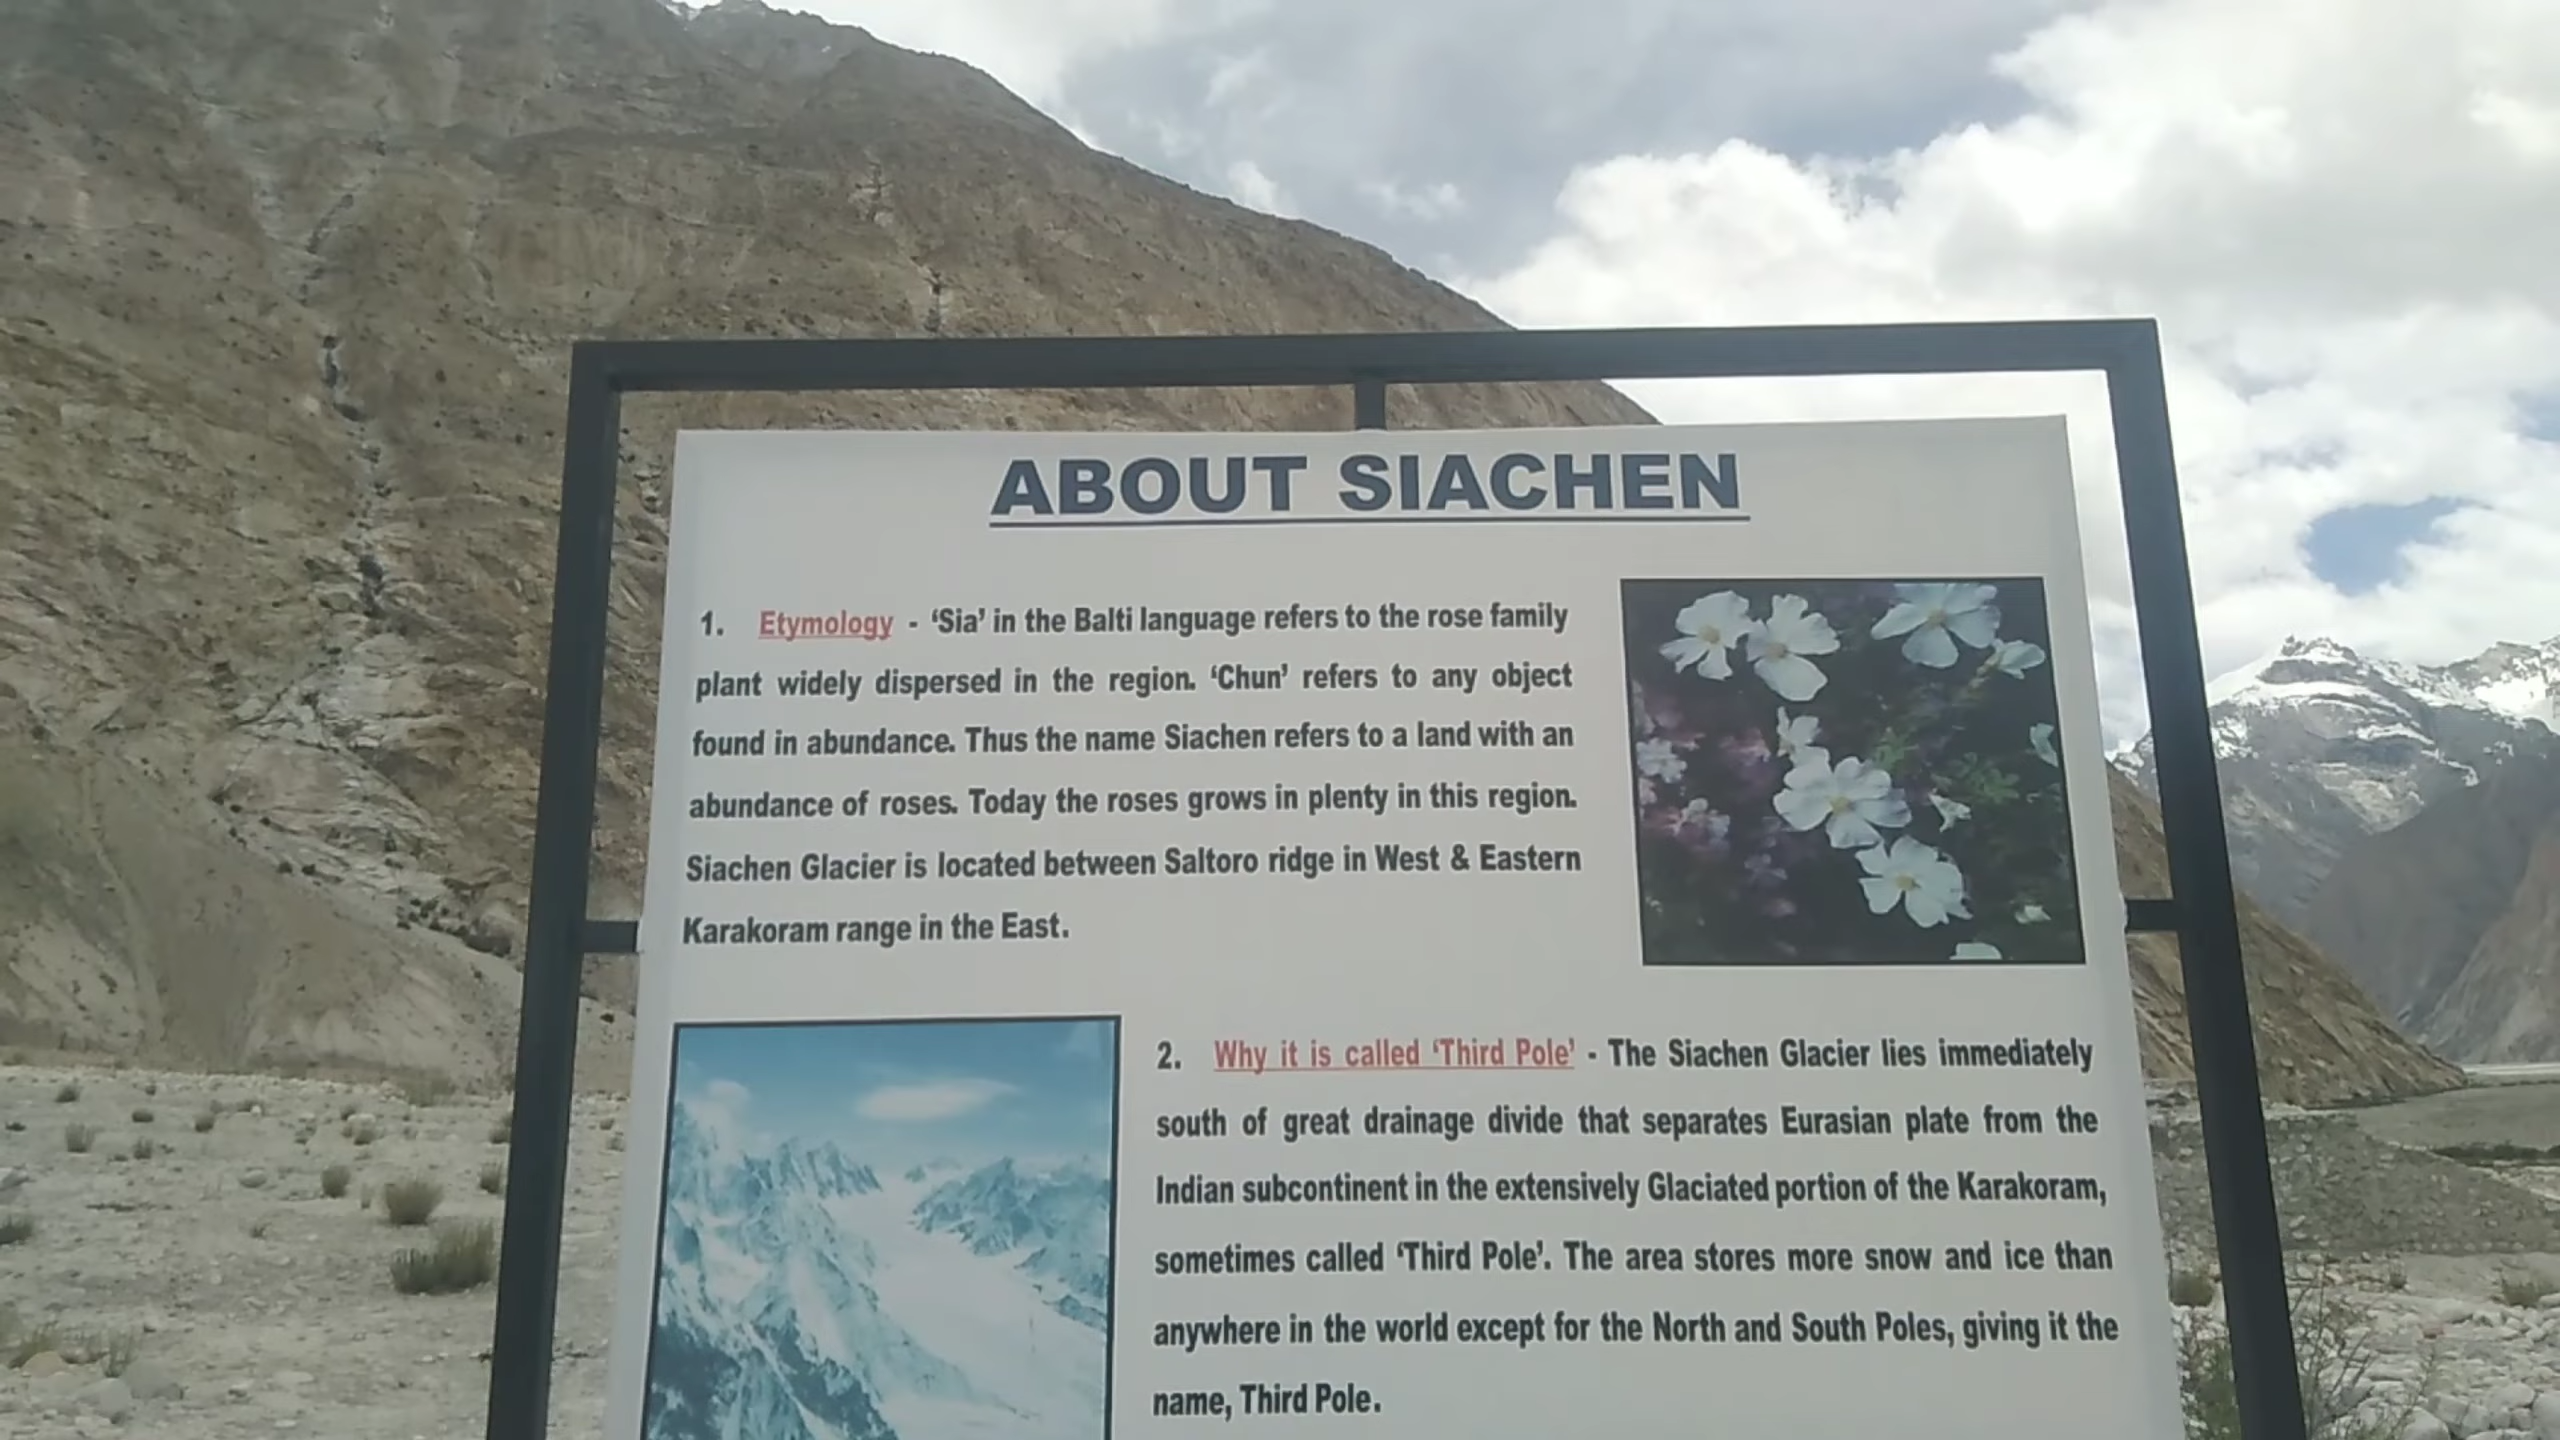 ABOUT SIACHEN
1. Etymology - ‘Sia’ in the Balti language refers to the rose family
plant widely dispersed in the region. ‘Chun’ refers to any object
found in abundance. Thus the name Siachen refers to a land with an
abundance of roses. Today the roses grows in plenty in this region.
Siachen Glacier is located between Saltoro ridge in West & Eastern
Karakoram range in the East.
2. Why it is called ‘Third Pole’ - The Siachen Glacier lies immediately
south of great drainage divide that separates Eurasian plate from the
Indian subcontinent in the extensively Glaciated portion of the Karakoram,
sometimes called ‘Third Pole’. The area stores more snow and ice than
anywhere in the world except for the North and South Poles, giving it the
name, Third Pole.